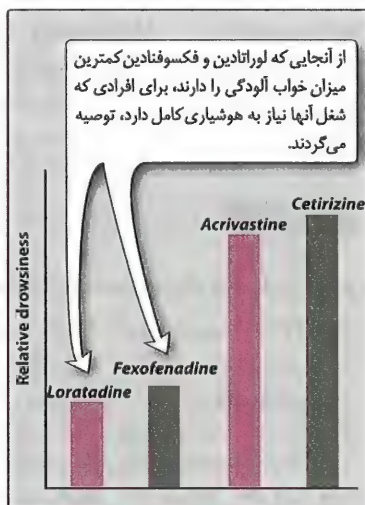 از آنجایی که لوراتادین و فکسوفنادین کمترین
میزان خواب آلودگی را دارند، برای افرادی که
شغل آنها نیاز به هوشیاری کامل دارد، توصیه
می‌گردند.
Cetirizine
Acrivastine
Fexofenadine
Loratadine
Relative drowsiness